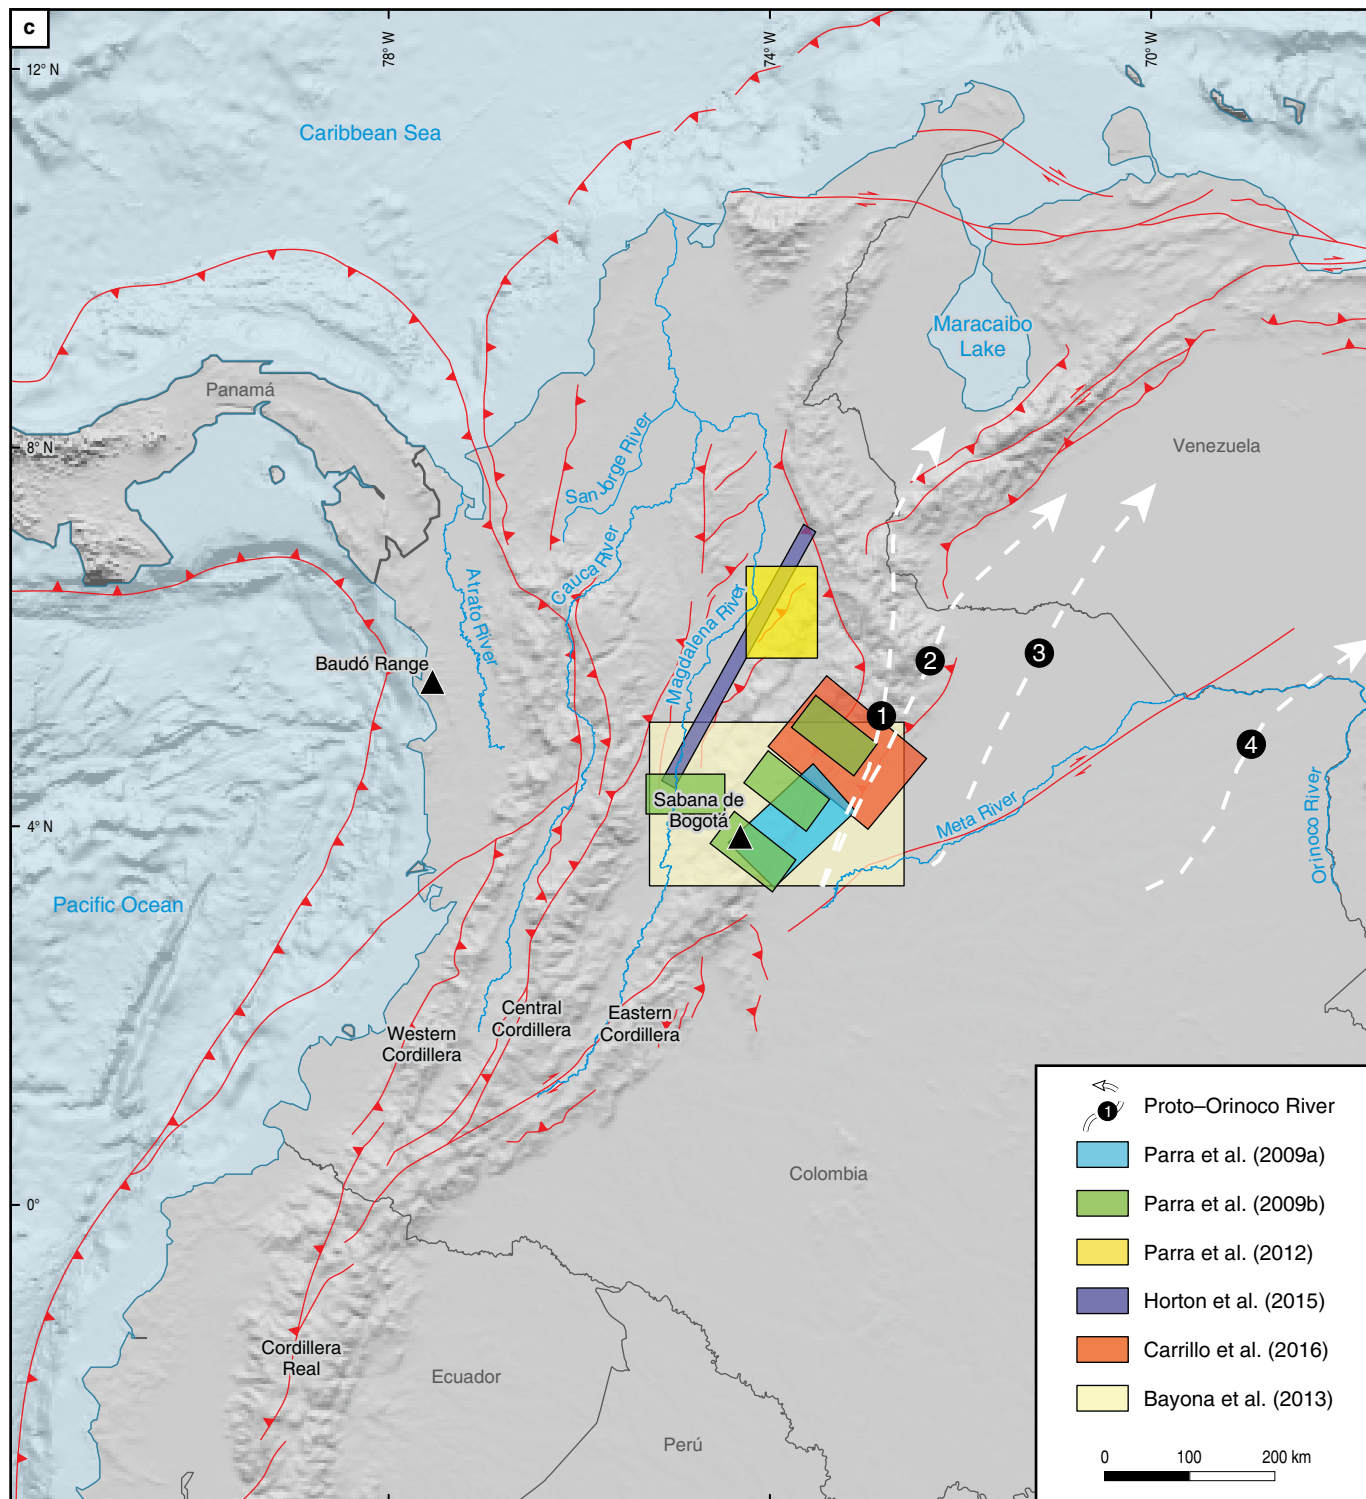 c
78° W
74° W
70° W
12° N
Caribbean Sea
Maracaibo
Lake
Panamá
8° N
Venezuela
San Jorge River
Cauca River
Atrato River
Magdalena River
Baudó Range
2
3
1
4
Sabana de
Bogotá
4° N
Meta River
Orinoco River
Pacific Ocean
Central
Cordillera
Eastern
Cordillera
Western
Cordillera
0°
Colombia
Cordillera
Real
Ecuador
Perú
1
Proto–Orinoco River
Parra et al. (2009a)
Parra et al. (2009b)
Parra et al. (2012)
Horton et al. (2015)
Carrillo et al. (2016)
Bayona et al. (2013)
0 100 200 km